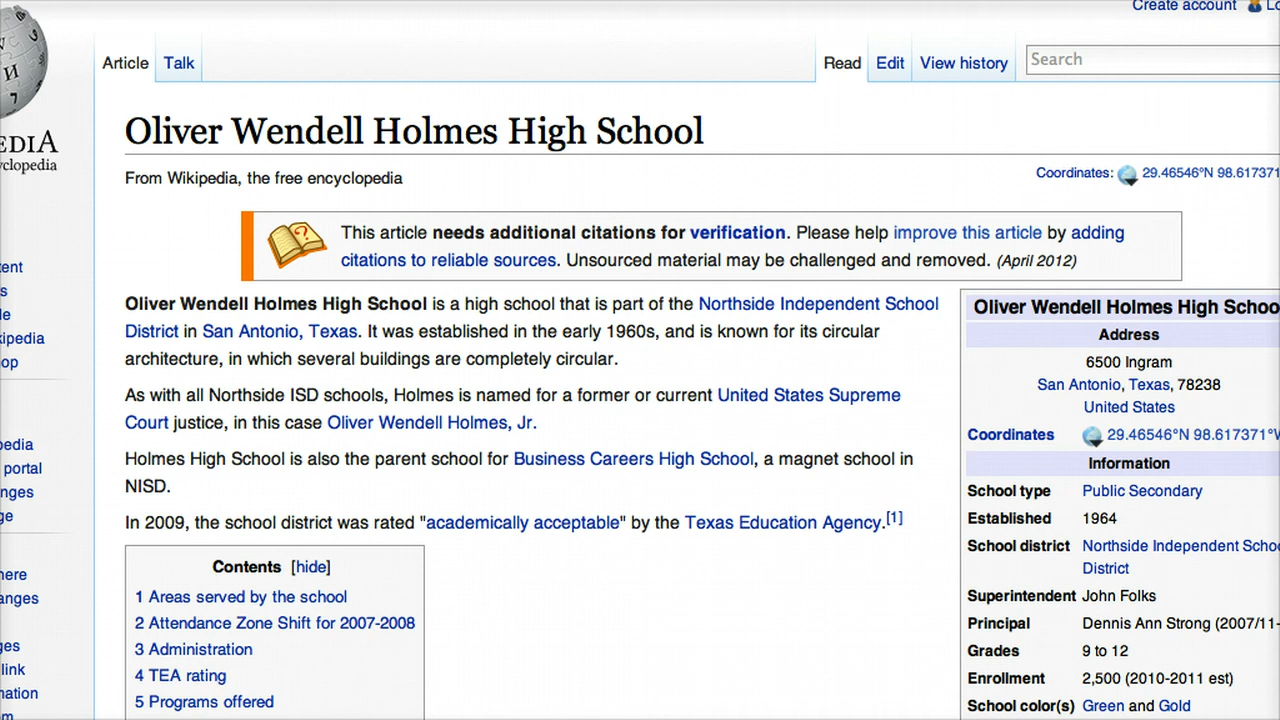 Create account
Article
Talk
Read
Edit
View history
Search
Oliver Wendell Holmes High School
From Wikipedia, the free encyclopedia
Coordinates: 29.46546°N 98.617371
This article needs additional citations for verification. Please help improve this article by adding
citations to reliable sources. Unsourced material may be challenged and removed. (April 2012)
Oliver Wendell Holmes High School is a high school that is part of the Northside Independent School
District in San Antonio, Texas. It was established in the early 1960s, and is known for its circular
architecture, in which several buildings are completely circular.
As with all Northside ISD schools, Holmes is named for a former or current United States Supreme
Court justice, in this case Oliver Wendell Holmes, Jr.
Holmes High School is also the parent school for Business Careers High School, a magnet school in
NISD.
In 2009, the school district was rated "academically acceptable" by the Texas Education Agency.[1]
Contents [hide]
1 Areas served by the school
2 Attendance Zone Shift for 2007-2008
3 Administration
4 TEA rating
5 Programs offered
Oliver Wendell Holmes High Schoo
Address
6500 Ingram
San Antonio, Texas, 78238
United States
Coordinates 29.46546°N 98.617371°W
Information
School type Public Secondary
Established 1964
School district Northside Independent Schoo
District
Superintendent John Folks
Principal Dennis Ann Strong (2007/11-
Grades 9 to 12
Enrollment 2,500 (2010-2011 est)
School color(s) Green and Gold